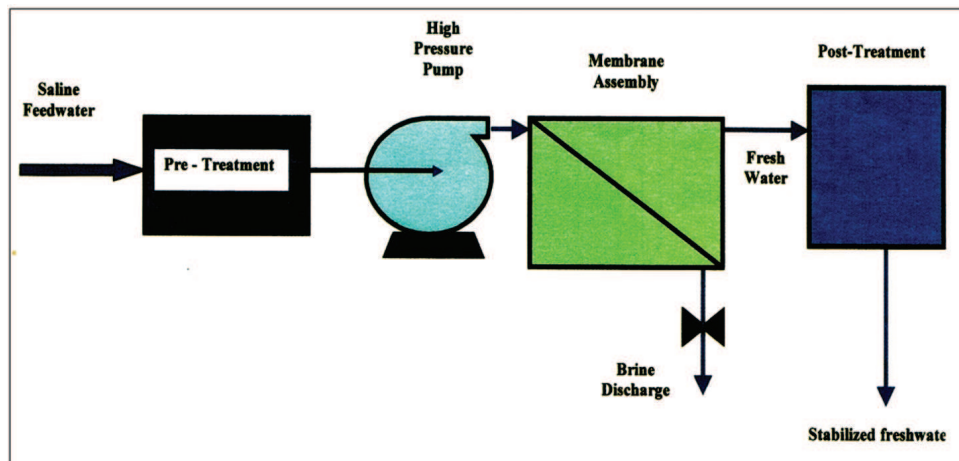 Saline
Feedwater
Pre - Treatment
High
Pressure
Pump
Membrane
Assembly
Fresh
Water
Post-Treatment
Brine
Discharge
Stabilized freshwate